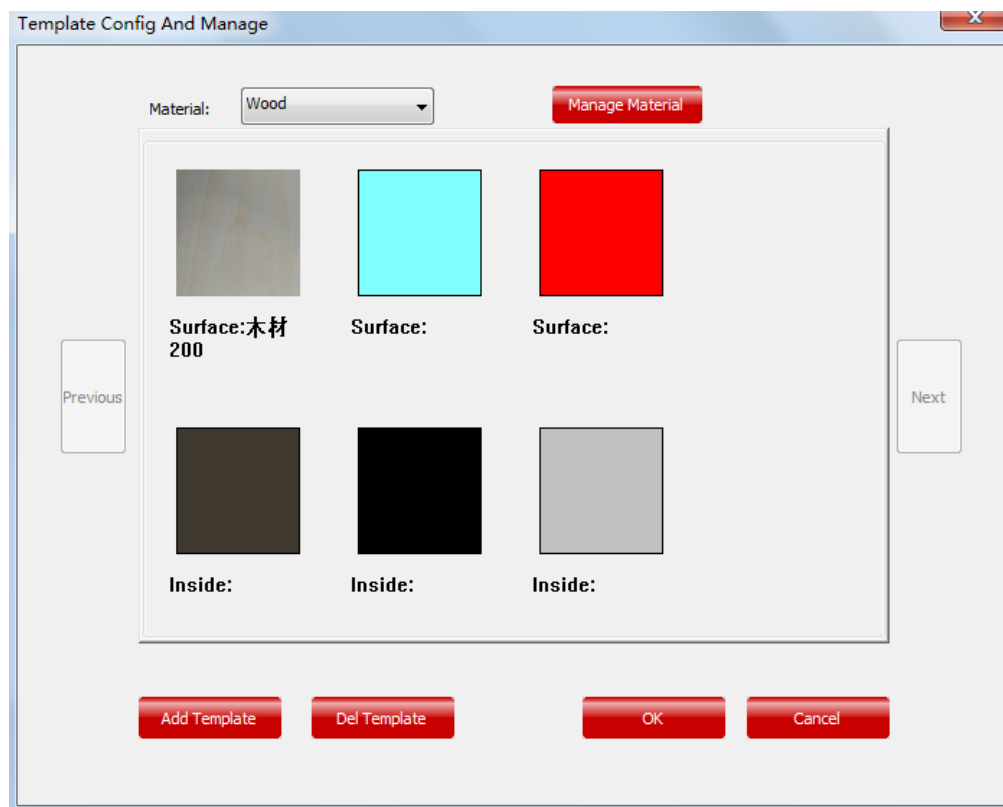 Template Config And Manage
Material:
Wood
Manage Material
Surface:木材
200
Surface:
Surface:
Previous
Next
Inside:
Inside:
Inside:
Add Template
Del Template
OK
Cancel